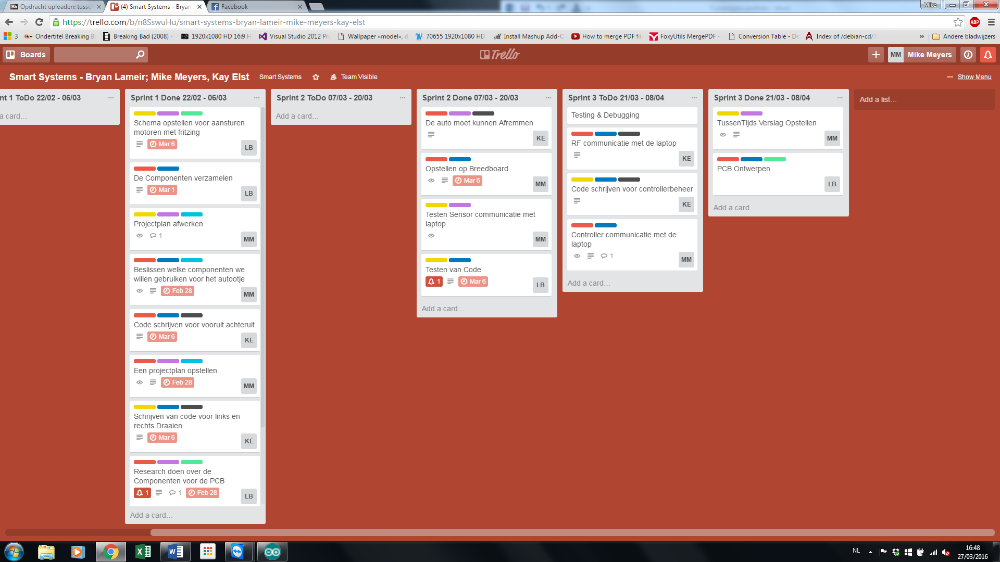 Opdracht uploaden: tusse
(4) Smart Systems - Bryan
Facebook
Mike
https://trello.com/b/n8SswuHu/smart-systems-bryan-lameir-mike-meyers-kay-elst
ABP
3
Ondertitel Breaking B
Breaking Bad (2008) -
1920x1080 HD 16:9 H
Visual Studio 2012 Pr
Wallpaper «model», d
70655 1920x1080 HD
Install Mashup Add-O
How to merge PDF fil
FoxyUtils MergePDF -
Conversion Table - De
Index of /debian-cd/7
»
Andere bladwijzers
Boards
Trello
MM
Mike Meyers
Smart Systems - Bryan Lameir; Mike Meyers, Kay Elst
Smart Systems
Team Visible
Show Menu
nt 1 ToDo 22/02 - 06/03
a card…
Sprint 1 Done 22/02 - 06/03
Schema opstellen voor aansturen
motoren met fritzing
Mar 6
LB
De Componenten verzamelen
Mar 1
LB
Projectplan afwerken
1
MM
Beslissen welke componenten we
willen gebruiken voor het autootje
Feb 28
MM
Code schrijven voor vooruit achteruit
Mar 6
KE
Een projectplan opstellen
Feb 28
MM
Schrijven van code voor links en
rechts Draaien
Mar 6
KE
Research doen over de
Componenten voor de PCB
1
1
Feb 28
LB
Add a card…
Sprint 2 ToDo 07/03 - 20/03
Add a card…
Sprint 2 Done 07/03 - 20/03
De auto moet kunnen Afremmen
KE
Opstellen op Breedboard
Mar 6
MM
Testen Sensor communicatie met
laptop
MM
Testen van Code
1
Mar 6
LB
Add a card…
Sprint 3 ToDo 21/03 - 08/04
Testing & Debugging
RF communicatie met de laptop
KE
Code schrijven voor controllerbeheer
KE
Controller communicatie met de
laptop
1
MM
Add a card…
Sprint 3 Done 21/03 - 08/04
TussenTijds Verslag Opstellen
MM
PCB Ontwerpen
LB
Add a card…
Add a list…
NL
16:48
27/03/2016